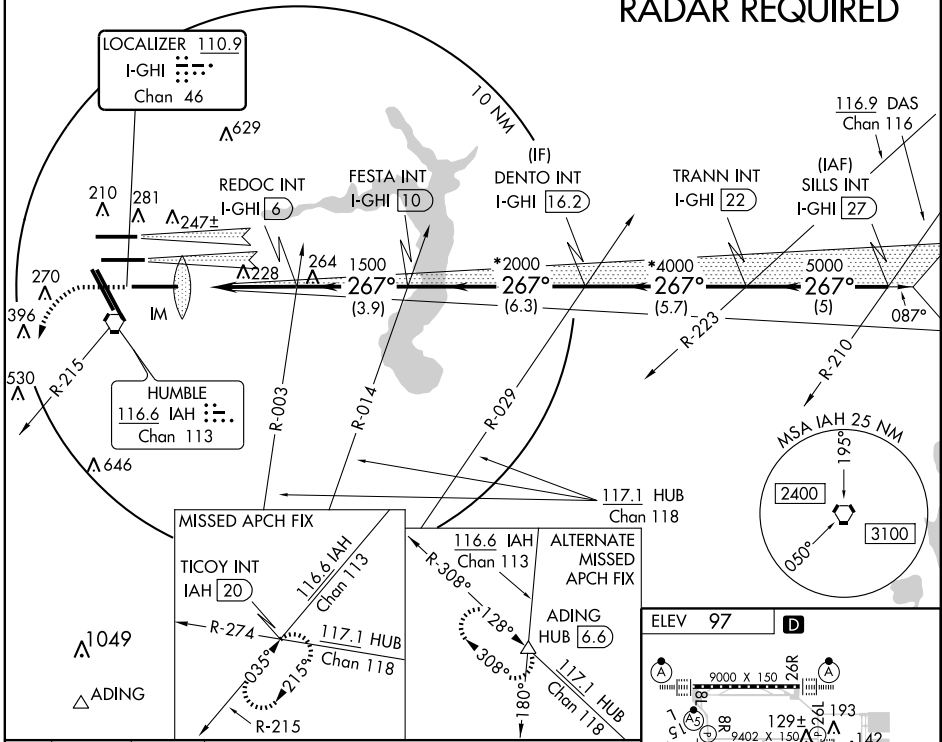 RADAR REQUIRED
LOCALIZER 110.9
I-GHI
Chan 46
10 NM
116.9 DAS
Chan 116
629
(IF)
DENTO INT
I-GHI 16.2
FESTA INT
I-GHI 10
REDOC INT
I-GHI 6
TRANN INT
I-GHI 22
(IAF)
SILLS INT
I-GHI 27
210
281
247±
228
264
270
396
530
646
IM
1500
267°
(3.9)
*2000
267°
(6.3)
*4000
267°
(5.7)
5000
267°
(5)
087°
R-215
R-003
R-014
R-029
R-223
R-210
HUMBLE
116.6 IAH
Chan 113
117.1 HUB
Chan 118
MSA IAH 25 NM
195°
2400
3100
050°
MISSED APCH FIX
TICOY INT
IAH 20
116.6 IAH
Chan 113
R-274
117.1 HUB
Chan 118
035°
215°
R-215
116.6 IAH
Chan 113
ALTERNATE
MISSED
APCH FIX
R-308°
128°
308°
180°
ADING
HUB 6.6
117.1 HUB
Chan 118
1049
ADING
ELEV 97
D
A
A
9000 X 150
26R
8L
A5
P
8R
129±
P
26L
193
9402 X 150
142
15L